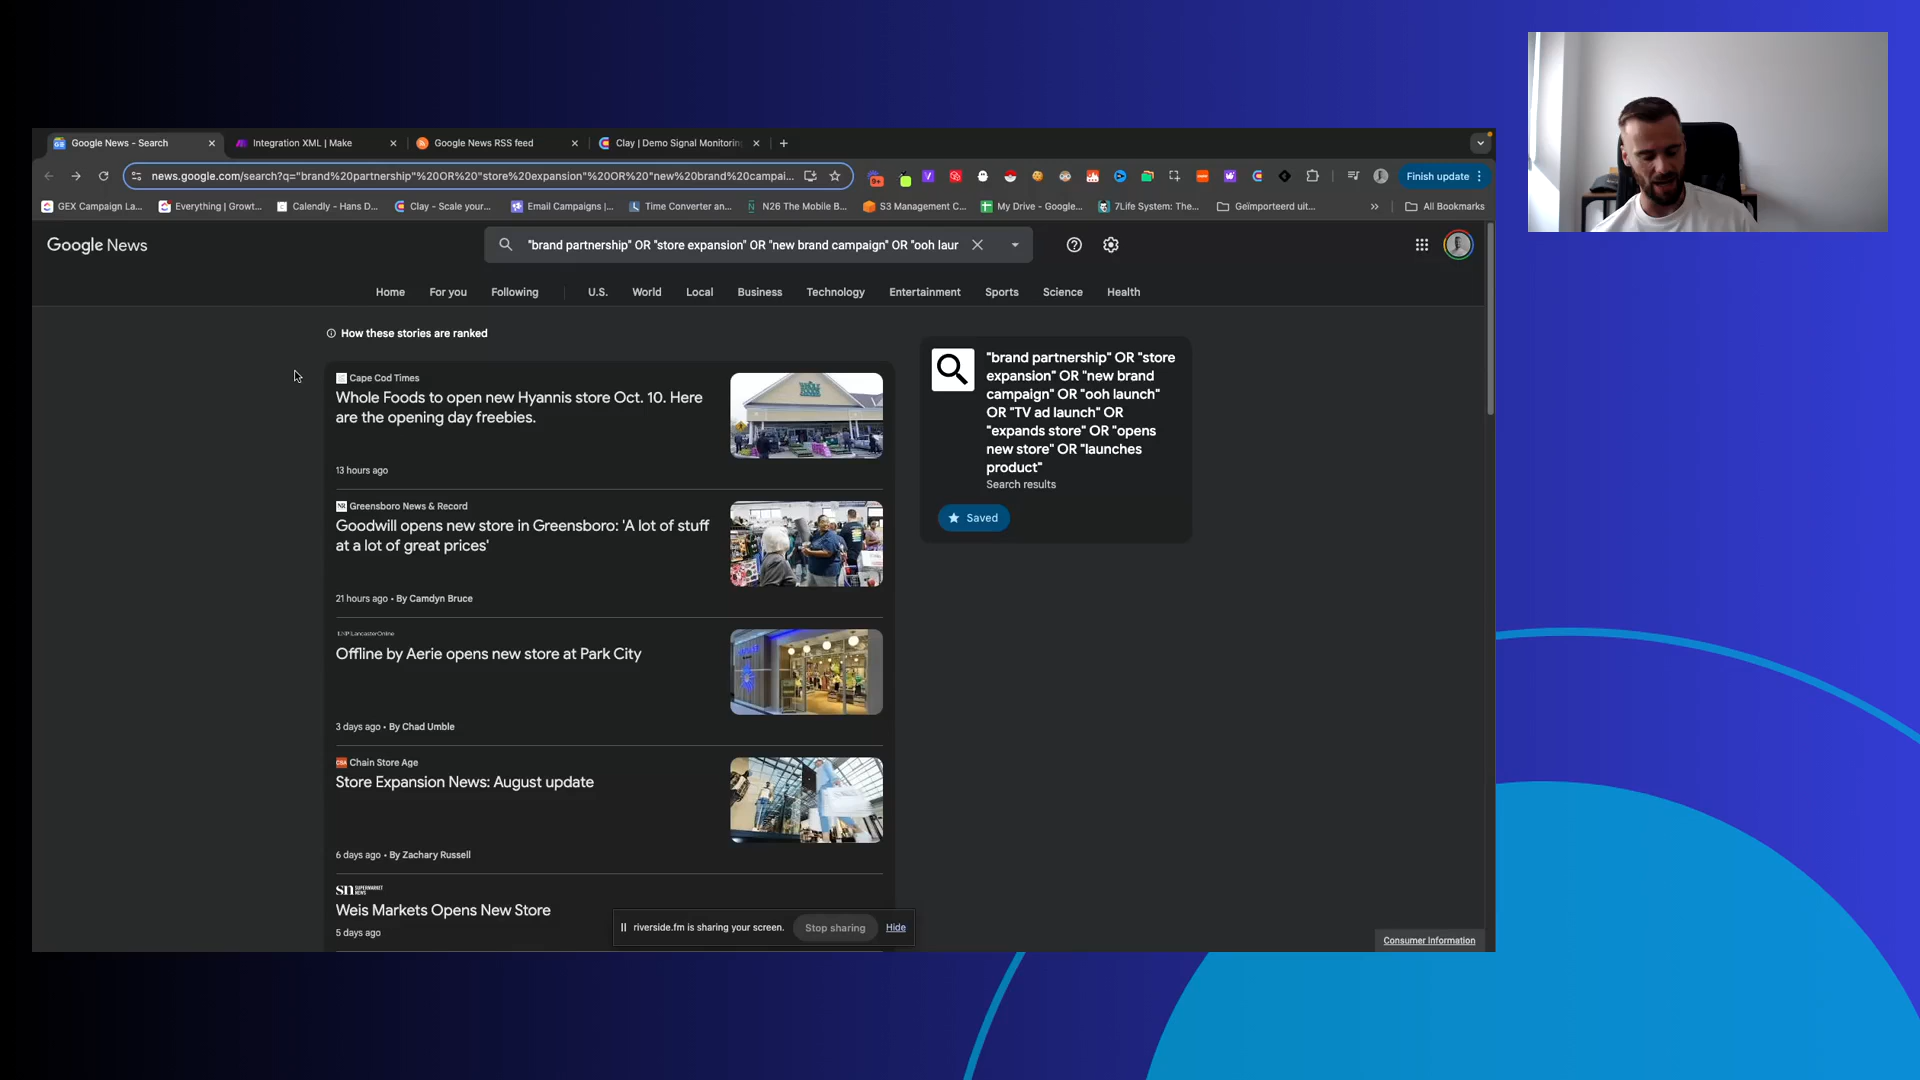 Google News - Search
Integration XML | Make
Google News RSS feed
Clay | Demo Signal Monitorin
news.google.com/search?q="brand%20partnership"%20OR%20"store%20expansion"%20OR%20"new%20brand%20campai...
Finish update
GEX Campaign La...
Everything | Growt...
Calendly - Hans D...
Clay - Scale your...
Email Campaigns |...
Time Converter an...
N26 The Mobile B...
S3 Management C...
My Drive - Google...
7Life System: The...
Geïmporteerd uit...
All Bookmarks
Google News
"brand partnership" OR "store expansion" OR "new brand campaign" OR "ooh laur
Home
For you
Following
U.S.
World
Local
Business
Technology
Entertainment
Sports
Science
Health
How these stories are ranked
Cape Cod Times
Whole Foods to open new Hyannis store Oct. 10. Here
are the opening day freebies.
13 hours ago
Greensboro News & Record
Goodwill opens new store in Greensboro: 'A lot of stuff
at a lot of great prices'
21 hours ago • By Camdyn Bruce
LNP LancasterOnline
Offline by Aerie opens new store at Park City
3 days ago • By Chad Umble
CSA Chain Store Age
Store Expansion News: August update
6 days ago • By Zachary Russell
SN SUPERMARKET NEWS
Weis Markets Opens New Store
5 days ago
"brand partnership" OR "store
expansion" OR "new brand
campaign" OR "ooh launch"
OR "TV ad launch" OR
"expands store" OR "opens
new store" OR "launches
product"
Search results
Saved
riverside.fm is sharing your screen.
Stop sharing
Hide
Consumer Information